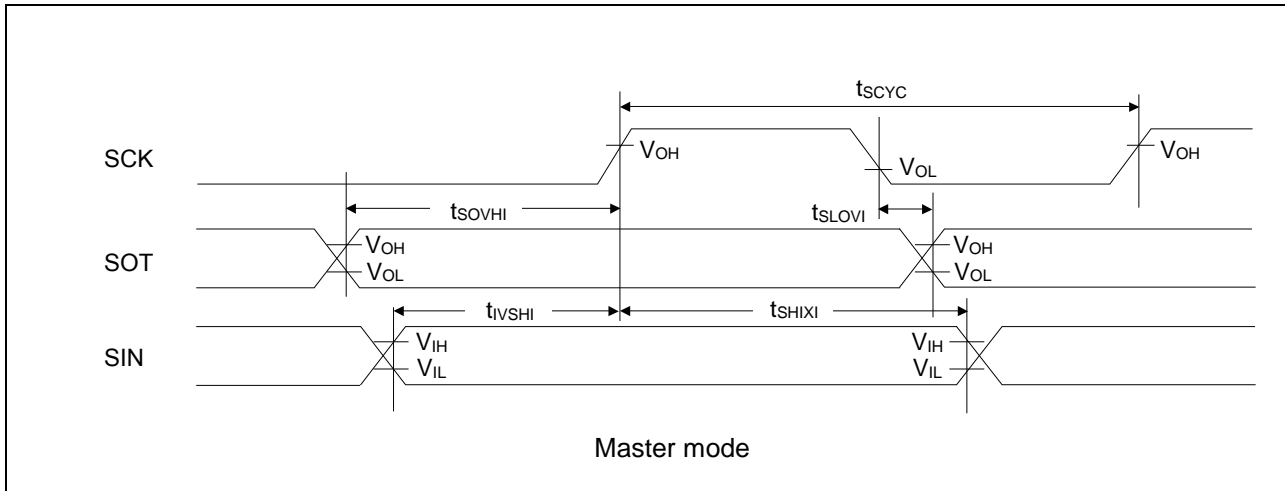 tSCYC
SCK
VOH
VOL
VOH
tSOVHI
tSLOVI
SOT
VOH
VOL
VOH
VOL
tIVSHI
tSHIXI
SIN
VIH
VIL
VIH
VIL
Master mode